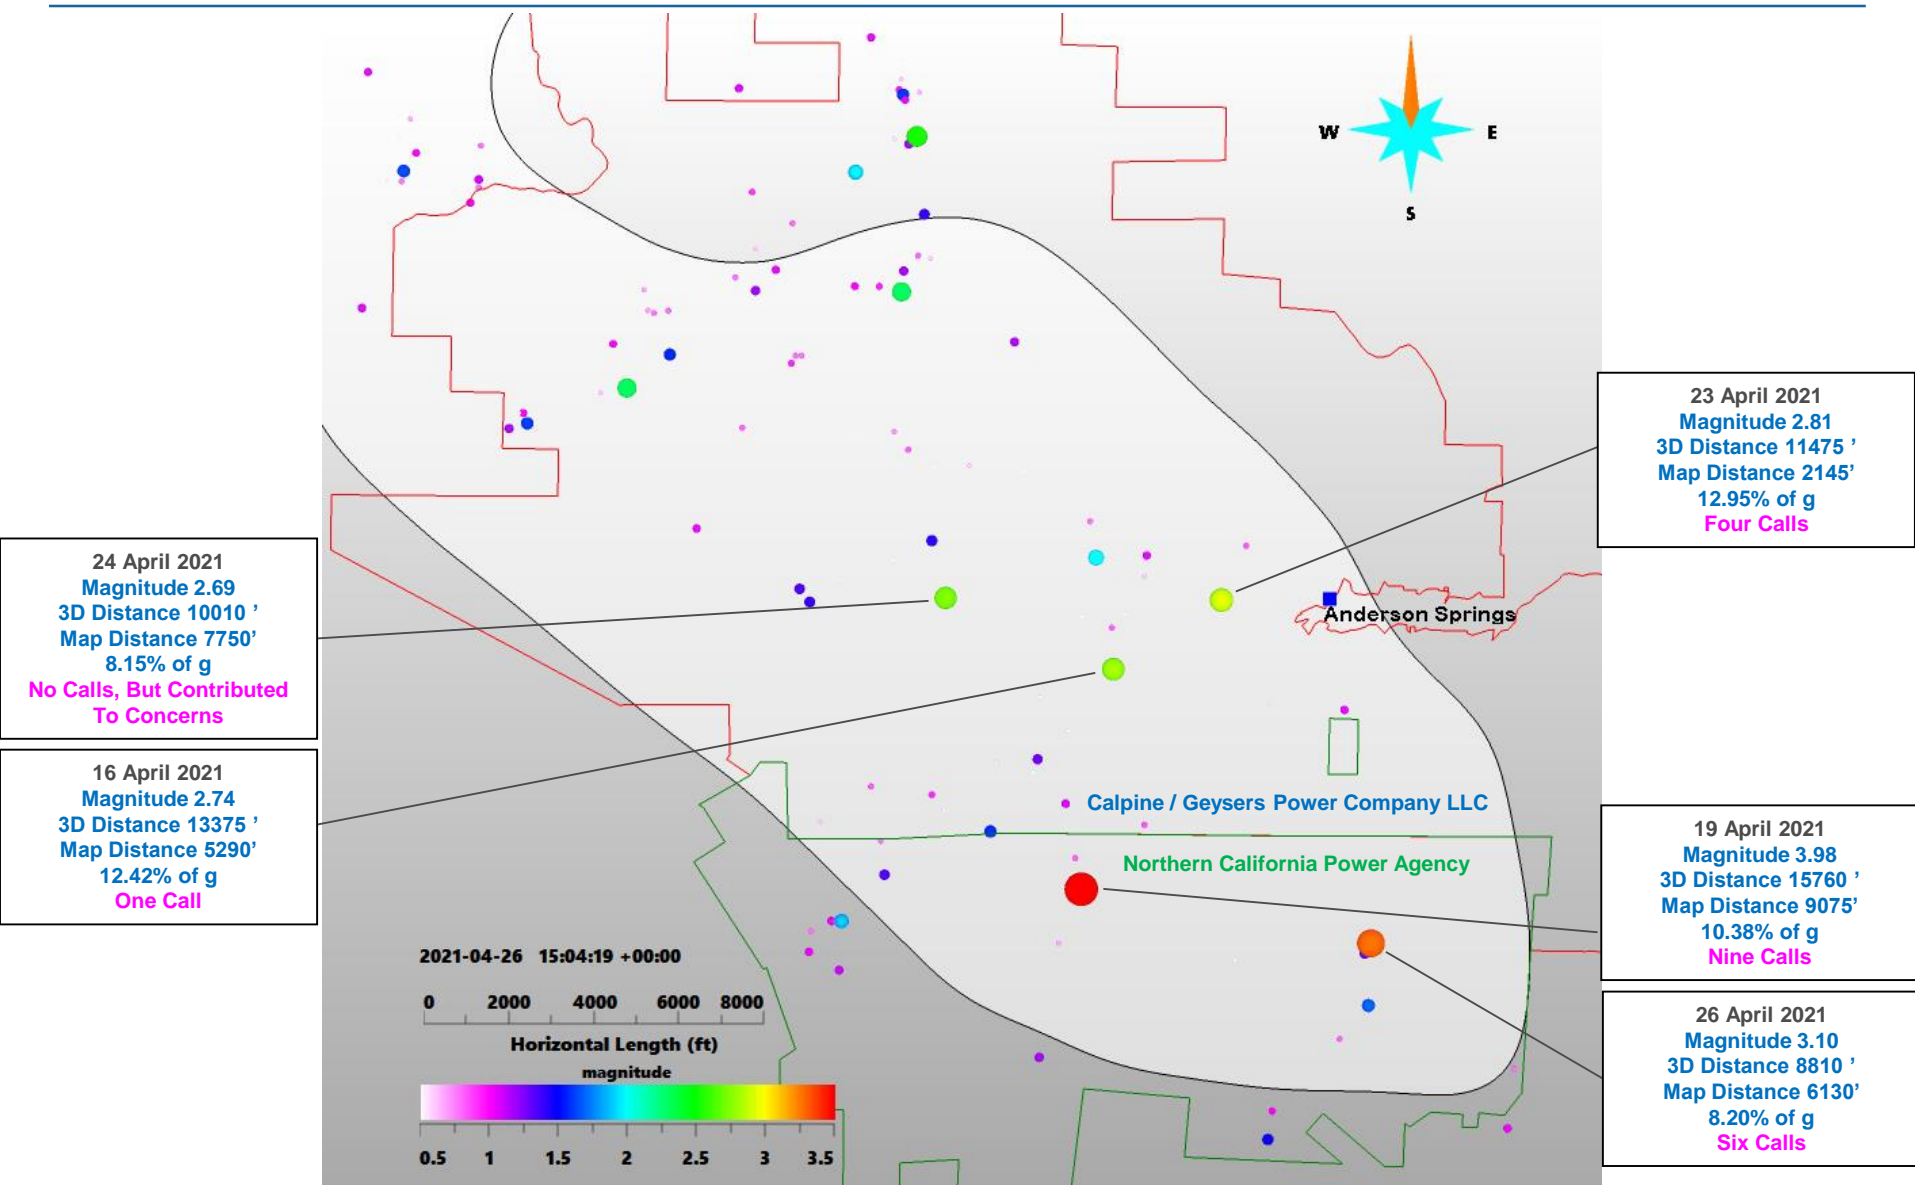 W
E
S
23 April 2021
Magnitude 2.81
3D Distance 11475 ’
Map Distance 2145’
12.95% of g
Four Calls
24 April 2021
Magnitude 2.69
3D Distance 10010 ’
Map Distance 7750’
8.15% of g
No Calls, But Contributed
To Concerns
Anderson Springs
16 April 2021
Magnitude 2.74
3D Distance 13375 ’
Map Distance 5290’
12.42% of g
One Call
Calpine / Geysers Power Company LLC
Northern California Power Agency
19 April 2021
Magnitude 3.98
3D Distance 15760 ’
Map Distance 9075’
10.38% of g
Nine Calls
26 April 2021
Magnitude 3.10
3D Distance 8810 ’
Map Distance 6130’
8.20% of g
Six Calls
2021-04-26 15:04:19 +00:00
0 2000 4000 6000 8000
Horizontal Length (ft)
magnitude
0.5 1 1.5 2 2.5 3 3.5